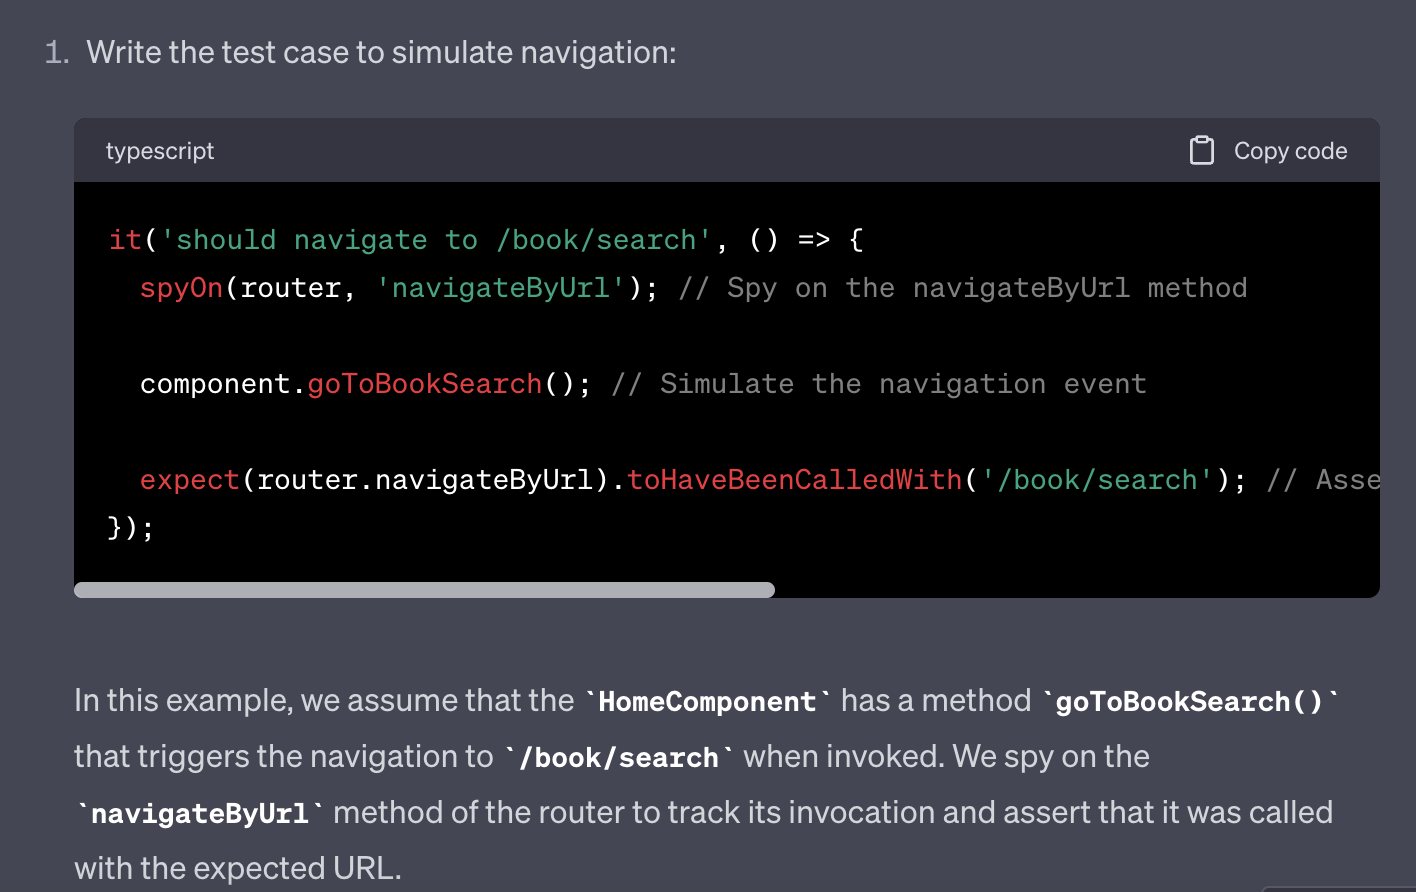 1. Write the test case to simulate navigation:
typescript
Copy code
it('should navigate to /book/search', () => {
spyOn(router, 'navigateByUrl'); // Spy on the navigateByUrl method
component.goToBookSearch(); // Simulate the navigation event
expect(router.navigateByUrl).toHaveBeenCalledWith('/book/search'); // Asse
});
In this example, we assume that the `HomeComponent` has a method `goToBookSearch()`
that triggers the navigation to `/book/search` when invoked. We spy on the
`navigateByUrl` method of the router to track its invocation and assert that it was called
with the expected URL.